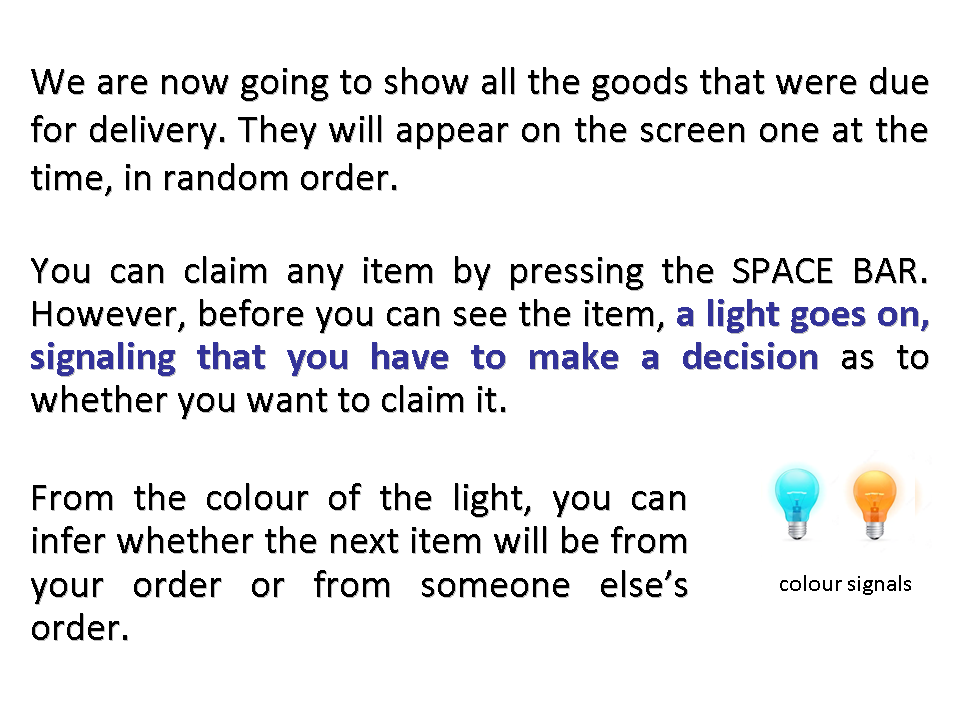 We are now going to show all the goods that were due
for delivery. They will appear on the screen one at the
time, in random order.
You can claim any item by pressing the SPACE BAR.
However, before you can see the item, a light goes on,
signaling that you have to make a decision as to
whether you want to claim it.
From the colour of the light, you can
infer whether the next item will be from
your order or from someone else’s
order.
colour signals